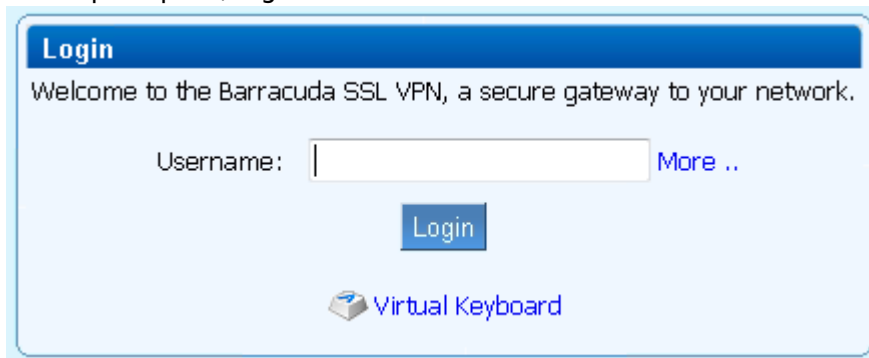 Login
Welcome to the Barracuda SSL VPN, a secure gateway to your network.
Username: More ..
Login
Virtual Keyboard